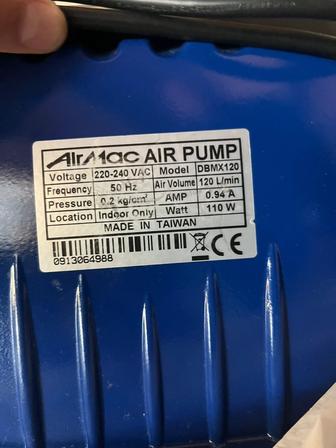 AIRMAC AIR PUMP
Voltage 220-240 VAC Model DBMX120
Frequency 50 Hz Air Volume 120 L/min
Pressure 0.2 kg/cm² AMP 0.94 A
Location Indoor Only Watt 110 W
MADE IN TAIWAN
0913064988
CE